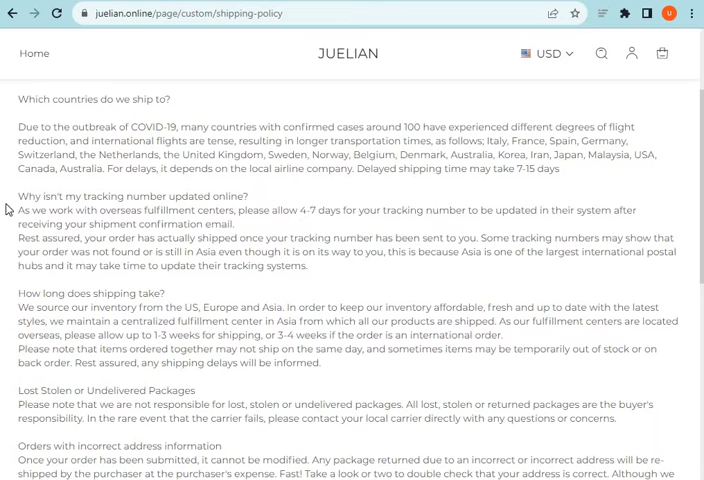 juelian.online/page/custom/shipping-policy
u
Home
JUELIAN
USD
Which countries do we ship to?
Due to the outbreak of COVID-19, many countries with confirmed cases around 100 have experienced different degrees of flight
reduction, and international flights are tense, resulting in longer transportation times, as follows; Italy, France, Spain, Germany,
Switzerland, the Netherlands, the United Kingdom, Sweden, Norway, Belgium, Denmark, Australia, Korea, Iran, Japan, Malaysia, USA,
Canada, Australia. For delays, it depends on the local airline company. Delayed shipping time may take 7-15 days
Why isn't my tracking number updated online?
As we work with overseas fulfillment centers, please allow 4-7 days for your tracking number to be updated in their system after
receiving your shipment confirmation email.
Rest assured, your order has actually shipped once your tracking number has been sent to you. Some tracking numbers may show that
your order was not found or is still in Asia even though it is on its way to you, this is because Asia is one of the largest international postal
hubs and it may take time to update their tracking systems.
How long does shipping take?
We source our inventory from the US, Europe and Asia. In order to keep our inventory affordable, fresh and up to date with the latest
styles, we maintain a centralized fulfillment center in Asia from which all our products are shipped. As our fulfillment centers are located
overseas, please allow up to 1-3 weeks for shipping, or 3-4 weeks if the order is an international order.
Please note that items ordered together may not ship on the same day, and sometimes items may be temporarily out of stock or on
back order. Rest assured, any shipping delays will be informed.
Lost Stolen or Undelivered Packages
Please note that we are not responsible for lost, stolen or undelivered packages. All lost, stolen or returned packages are the buyer's
responsibility. In the rare event that the carrier fails, please contact your local carrier directly with any questions or concerns.
Orders with incorrect address information
Once your order has been submitted, it cannot be modified. Any package returned due to an incorrect or incorrect address will be re-
shipped by the purchaser at the purchaser's expense. Fast! Take a look or two to double check that your address is correct. Although we